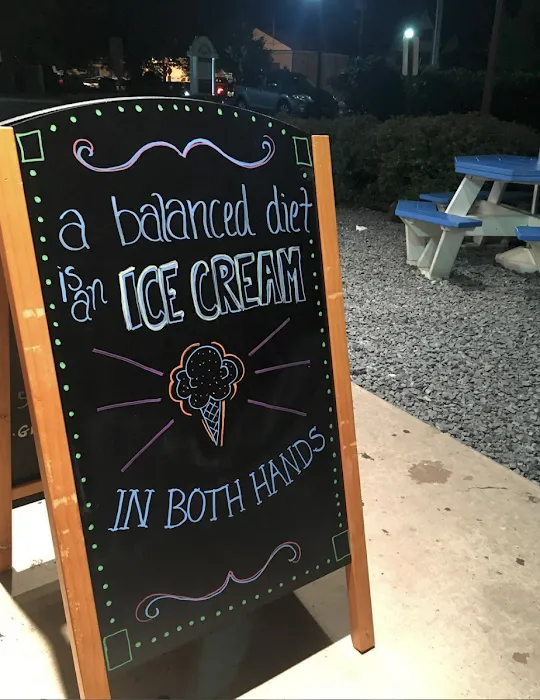 a balanced diet
is an ICE CREAM
IN BOTH HANDS